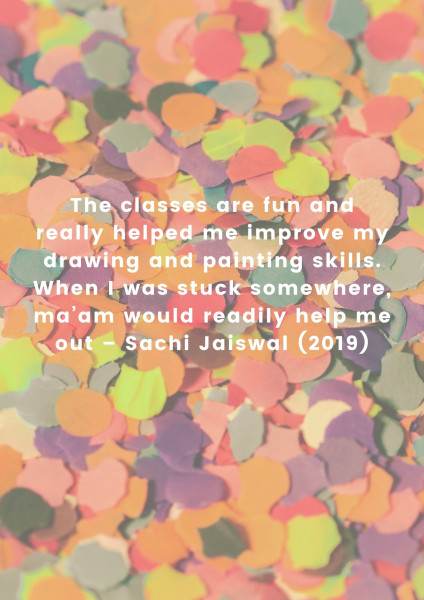 The classes are fun and
really helped me improve my
drawing and painting skills.
When I was stuck somewhere,
ma’am would readily help me
out – Sachi Jaiswal (2019)